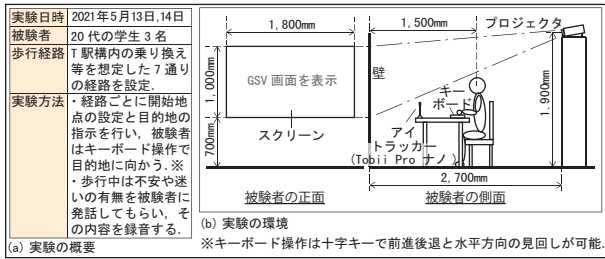 実験日時 2021年5月13日,14日
被験者 20代の学生3名
歩行経路 T駅構内の乗り換え
等を想定した7通り
の経路を設定.
実験方法 ・経路ごとに開始地
点の設定と目的地の
指示を行い, 被験者
はキーボード操作で
目的地に向かう.※
・歩行中は不安や迷
いの有無を被験者に
発話してもらい, そ
の内容を録音する.
(a) 実験の概要
1,800mm
1,000mm
700mm
GSV 画面を表示
スクリーン
被験者の正面
壁
1,500mm
プロジェクタ
キー
ボード
1,900mm
アイ
トラッカー
(Tobii Pro ナノ)
2,700mm
被験者の側面
(b) 実験の環境
※キーボード操作は十字キーで前進後退と水平方向の見回しが可能.